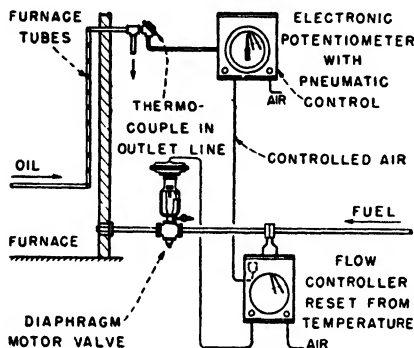 FURNACE
TUBES
ELECTRONIC
POTENTIOMETER
WITH
PNEUMATIC
CONTROL
AIR
THERMO-
COUPLE IN
OUTLET LINE
CONTROLLED AIR
OIL
FUEL
FURNACE
FLOW
CONTROLLER
RESET FROM
TEMPERATURE
DIAPHRAGM
MOTOR VALVE
AIR